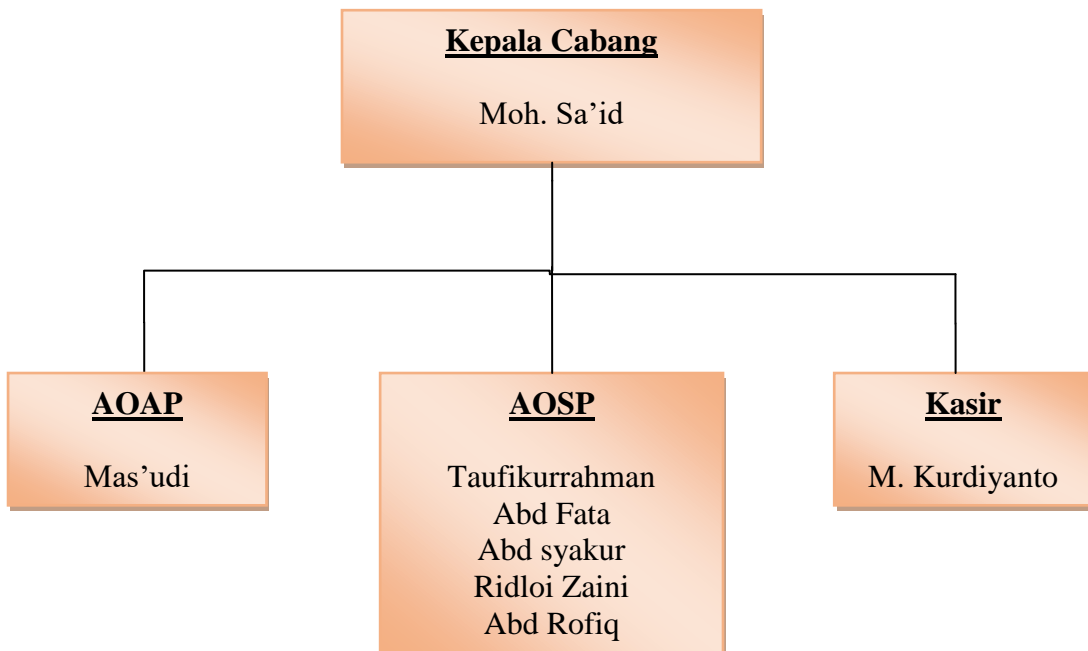 Kepala Cabang
Moh. Sa’id
AOAP
Mas’udi
AOSP
Taufikurrahman
Abd Fata
Abd syakur
Ridloi Zaini
Abd Rofiq
Kasir
M. Kurdiyanto